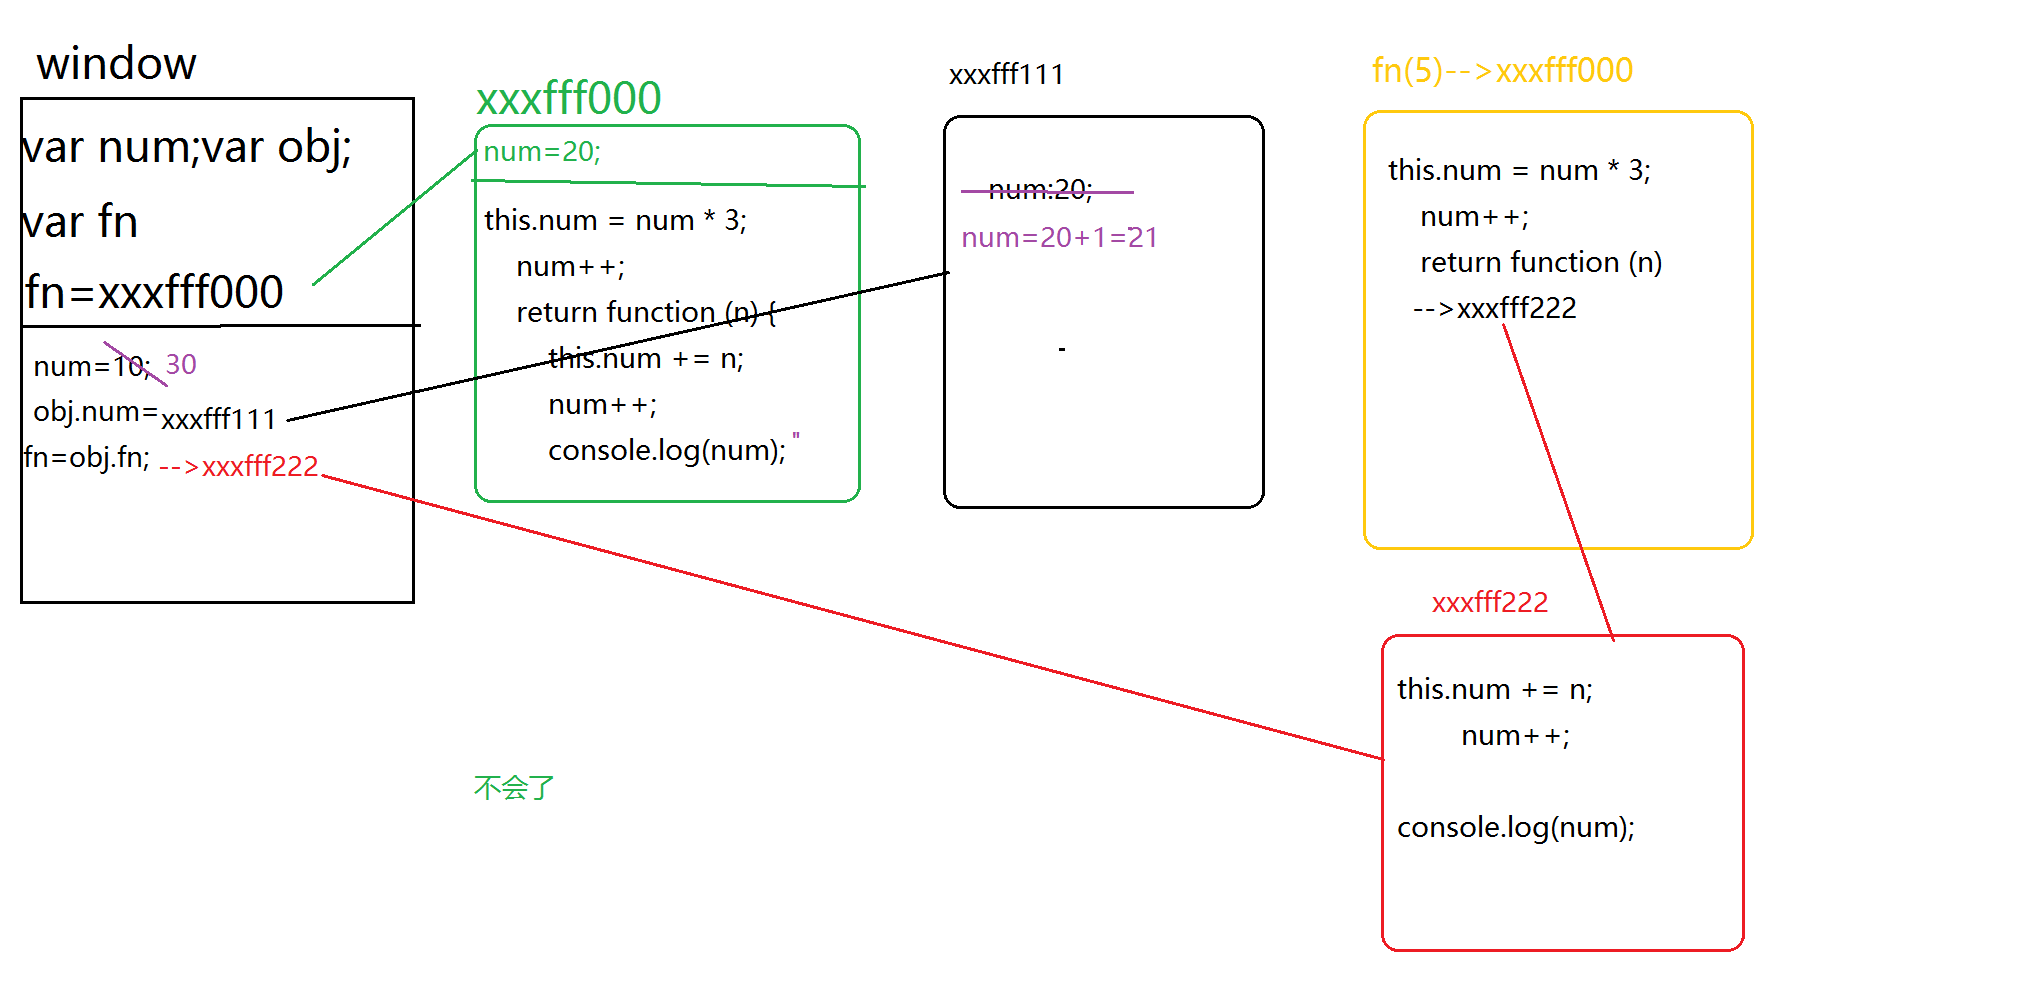 window
var num;var obj;
var fn
fn=xxxfff000
num=10; 30
obj.num=xxxfff111
fn=obj.fn; -->xxxfff222
xxxfff000
num=20;
this.num = num * 3;
num++;
return function (n) {
this.num += n;
num++;
console.log(num); "
不会了
xxxfff111
num:20;
num=20+1=21
-
fn(5)-->xxxfff000
this.num = num * 3;
num++;
return function (n)
-->xxxfff222
xxxfff222
this.num += n;
num++;
console.log(num);